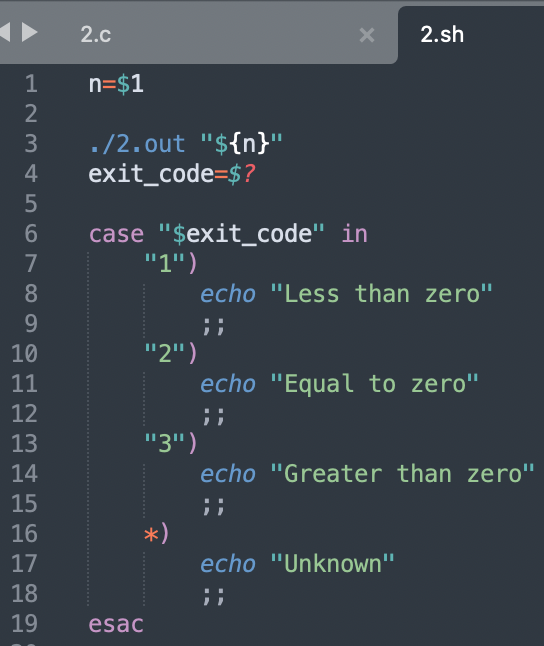 2.c × 2.sh
1 n=$1
2
3 ./2.out "${n}"
4 exit_code=$?
5
6 case "$exit_code" in
7 "1")
8 echo "Less than zero"
9 ;;
10 "2")
11 echo "Equal to zero"
12 ;;
13 "3")
14 echo "Greater than zero"
15 ;;
16 *)
17 echo "Unknown"
18 ;;
19 esac